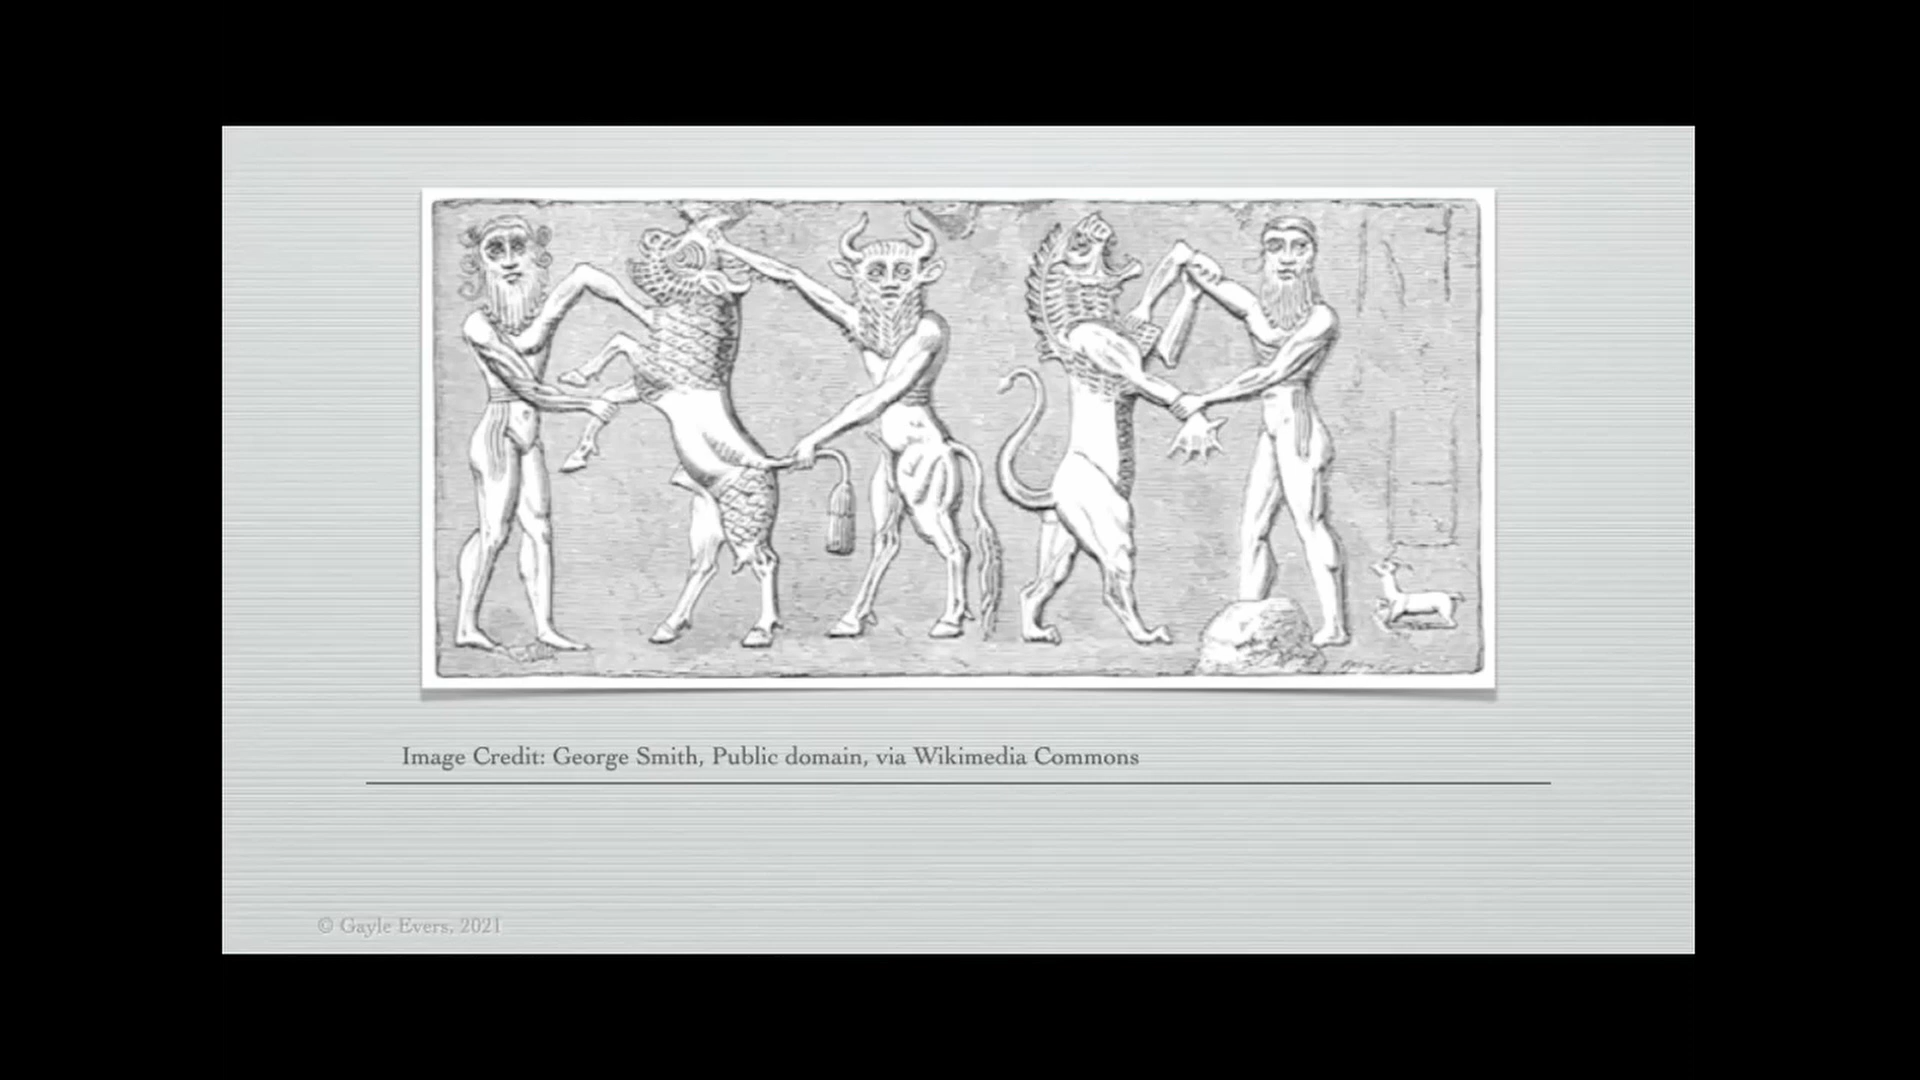 Image Credit: George Smith, Public domain, via Wikimedia Commons
© Gayle Evers, 2021